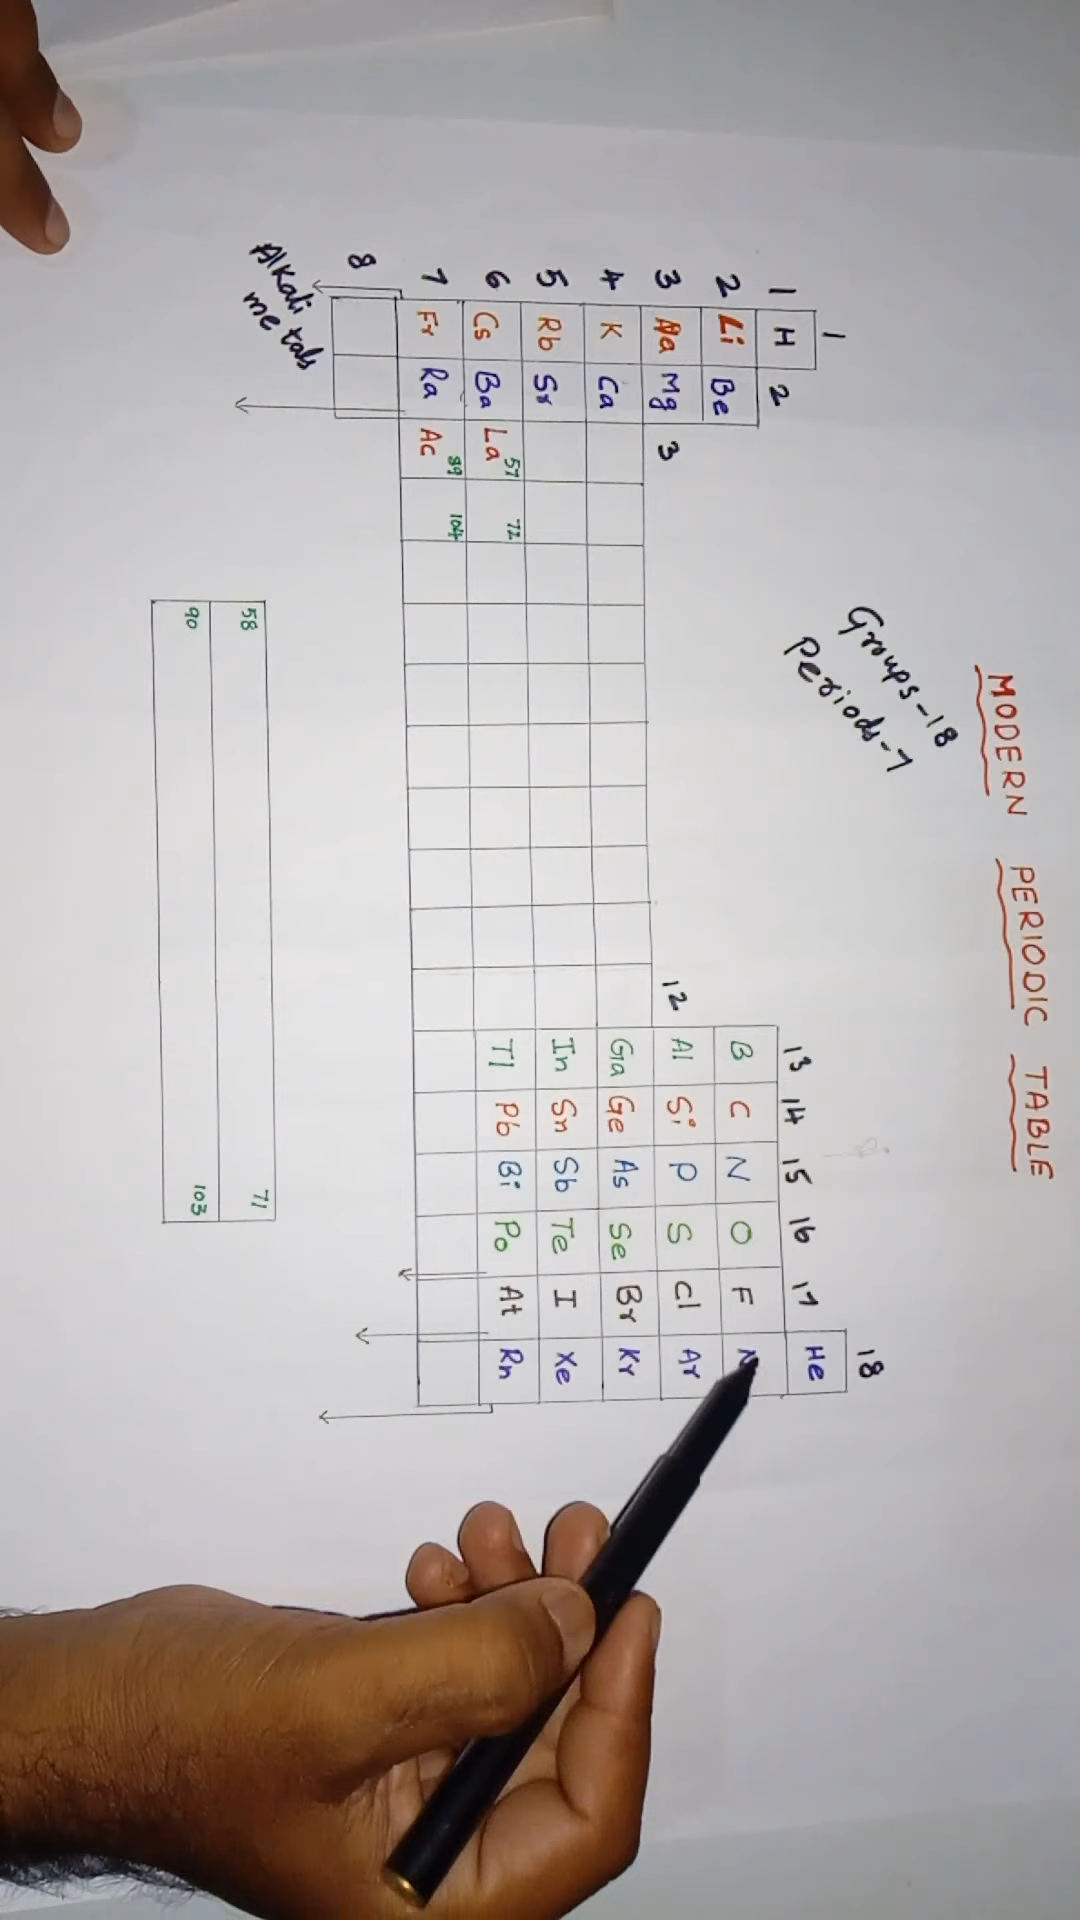 MODERN PERIODIC TABLE
Groups-18
Periods-7
1 18
1 H 2 13 14 15 16 17 He
2 Li Be B C N O F
3 Na Mg 3 12 Al Si P S Cl Ar
4 K Ca Ga Ge As Se Br Kr
5 Rb Sr In Sn Sb Te I Xe
6 Cs Ba La 57 72 Tl Pb Bi Po At Rn
7 Fr Ra Ac 89 104
8
Alkali
metals
58 71
90 103